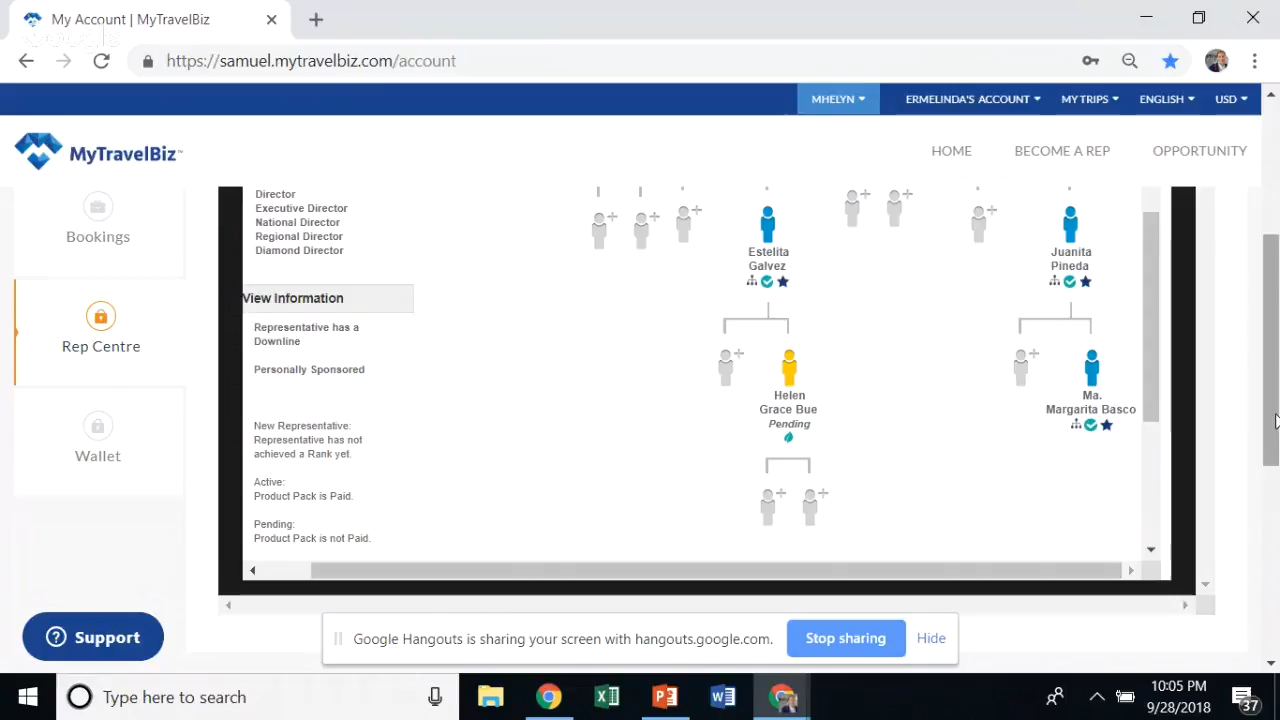 My Account | MyTravelBiz
https://samuel.mytravelbiz.com/account
MHELYN
ERMELINDA'S ACCOUNT
MY TRIPS
ENGLISH
USD
MyTravelBiz™
HOME
BECOME A REP
OPPORTUNITY
Bookings
Rep Centre
Wallet
Director
Executive Director
National Director
Regional Director
Diamond Director
View Information
Representative has a
Downline
Personally Sponsored
New Representative:
Representative has not
achieved a Rank yet.
Active:
Product Pack is Paid.
Pending:
Product Pack is not Paid.
Estelita
Galvez
Juanita
Pineda
Helen
Grace Bue
Pending
Ma.
Margarita Basco
Support
Google Hangouts is sharing your screen with hangouts.google.com.
Stop sharing
Hide
Type here to search
10:05 PM
9/28/2018
37